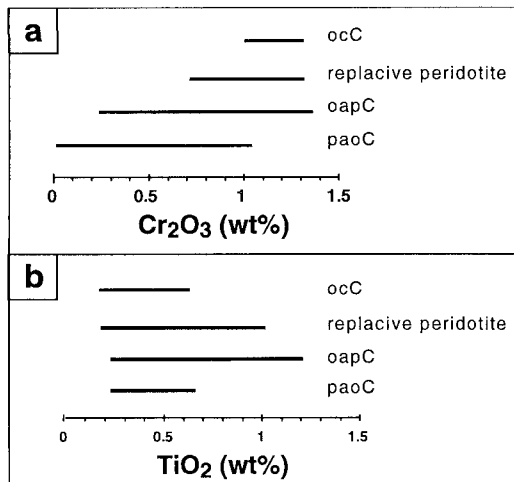 a
ocC
replacive peridotite
oapC
paoC
0 0.5 1 1.5
Cr₂O₃ (wt%)
b
ocC
replacive peridotite
oapC
paoC
0 0.5 1 1.5
TiO₂ (wt%)